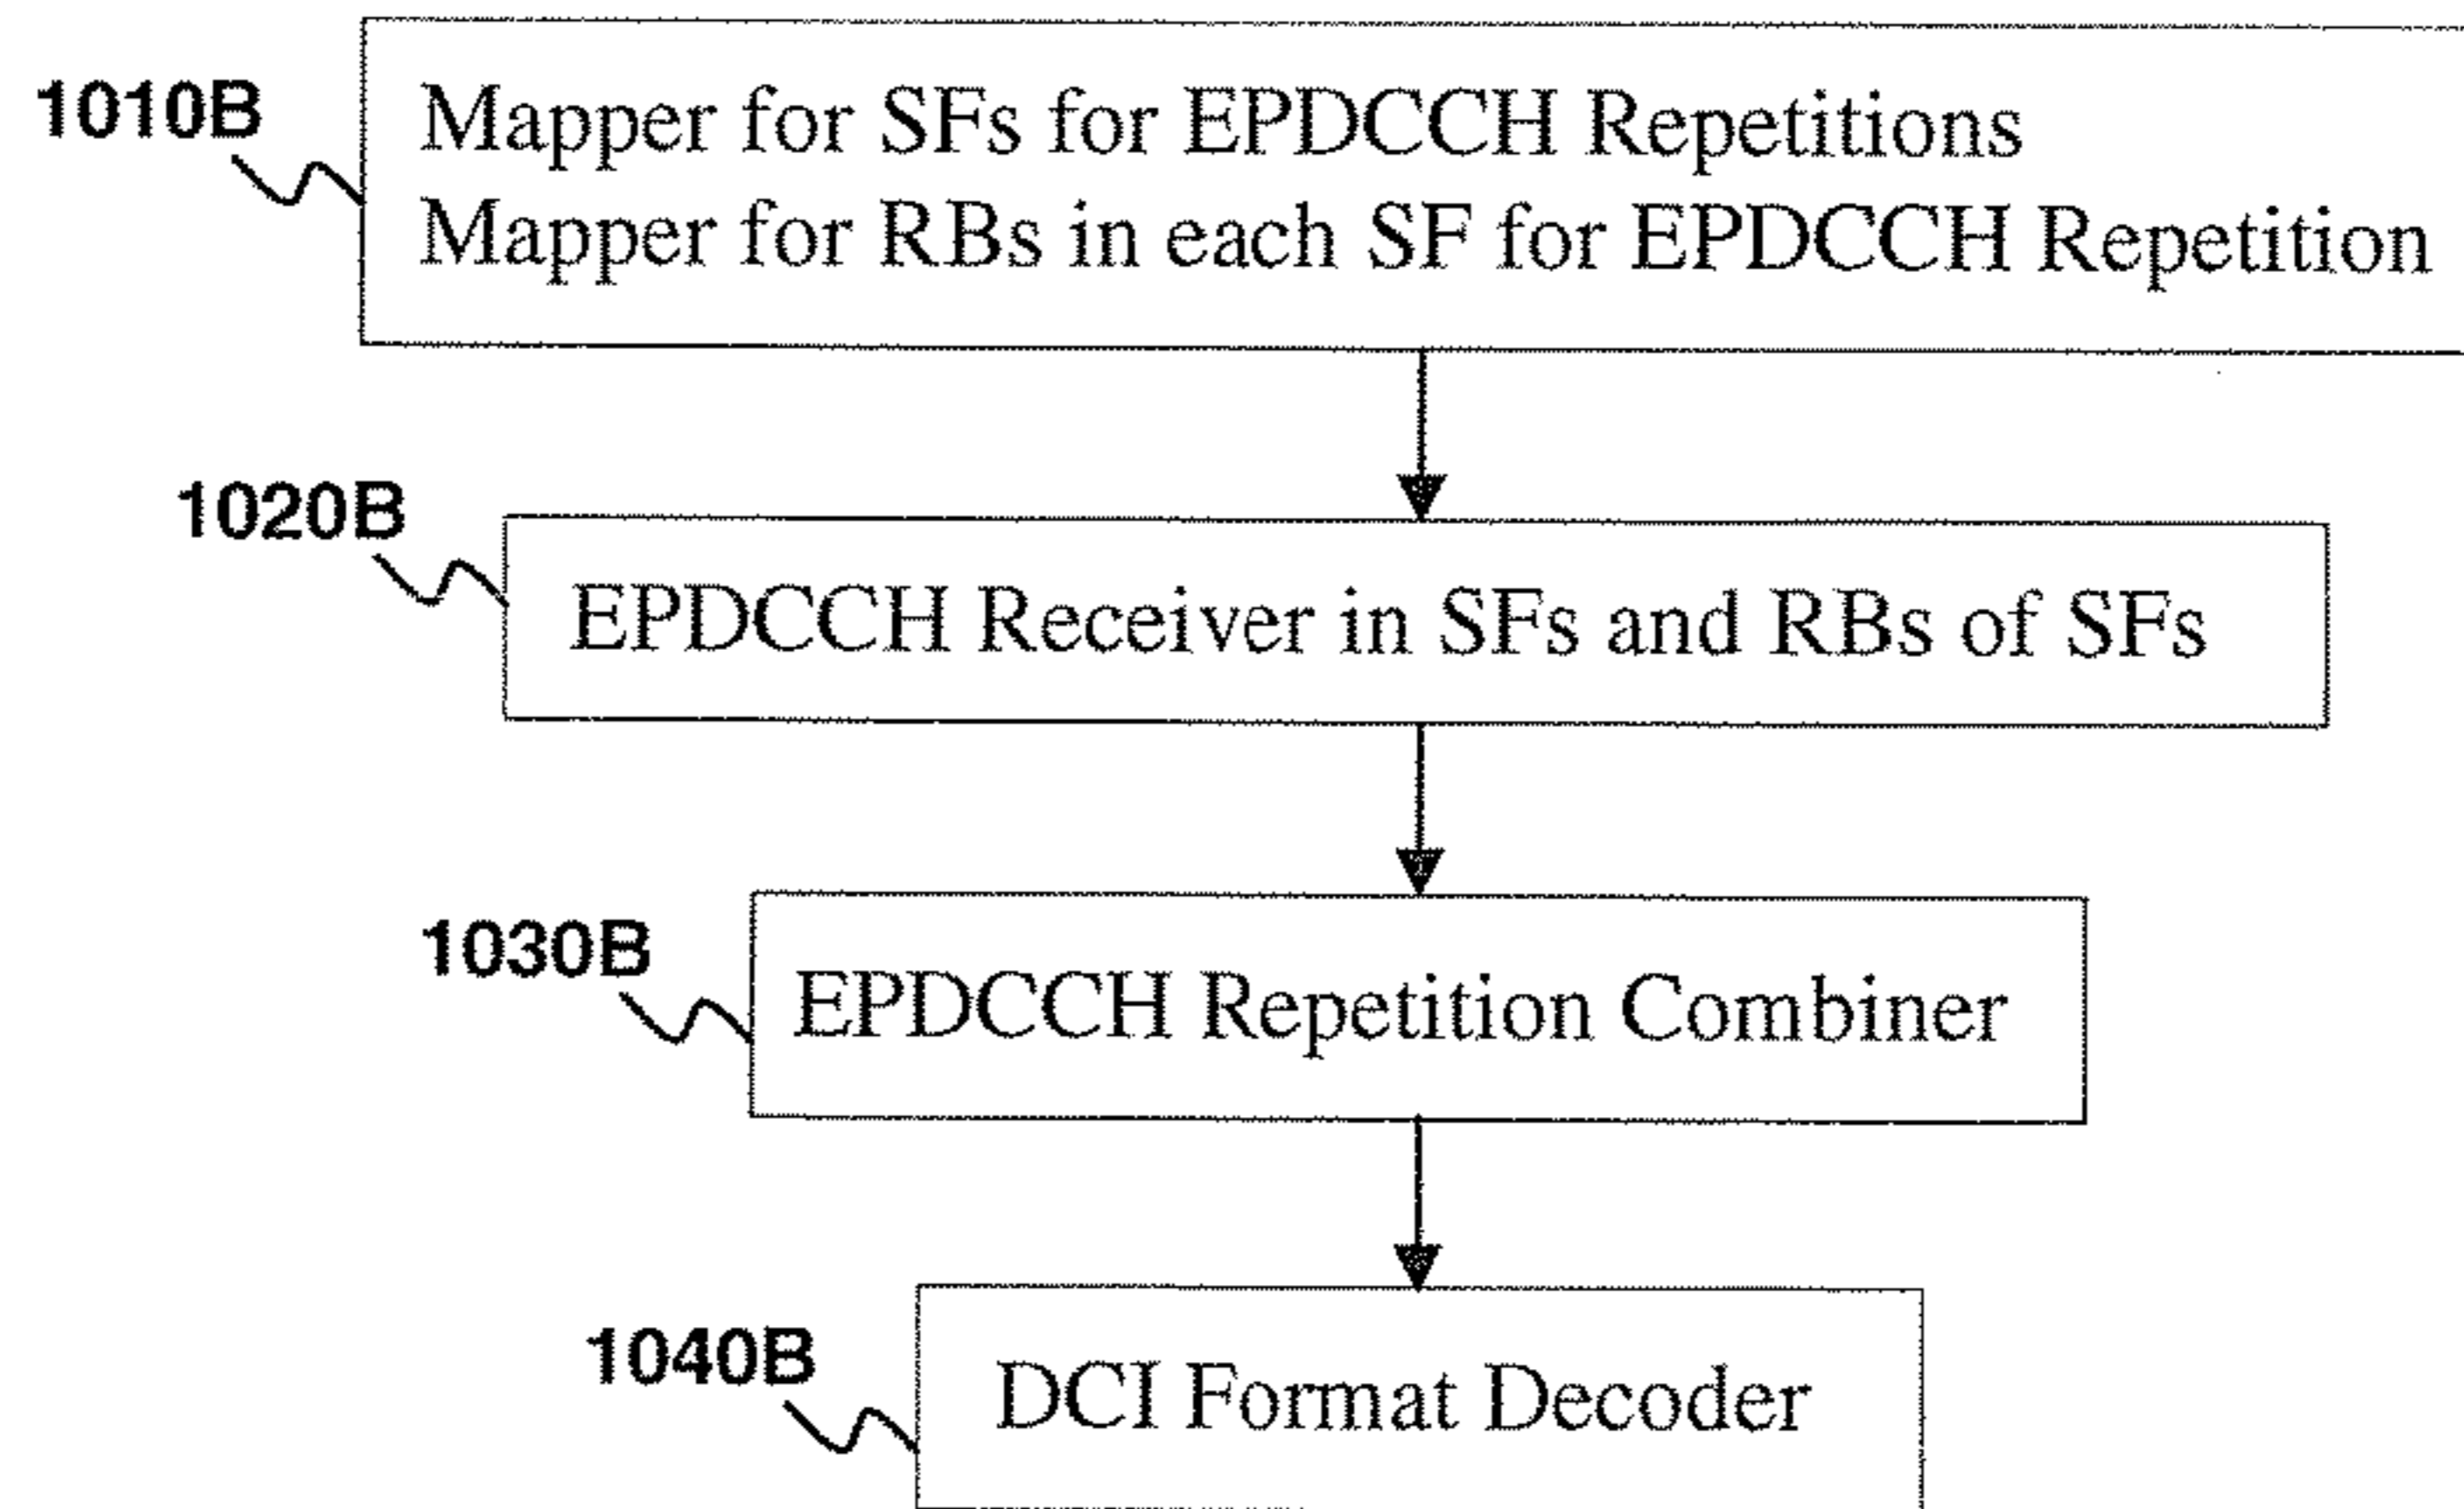 1010B
Mapper for SFs for EPDCCH Repetitions
Mapper for RBs in each SF for EPDCCH Repetition
1020B
EPDCCH Receiver in SFs and RBs of SFs
1030B
EPDCCH Repetition Combiner
1040B
DCI Format Decoder